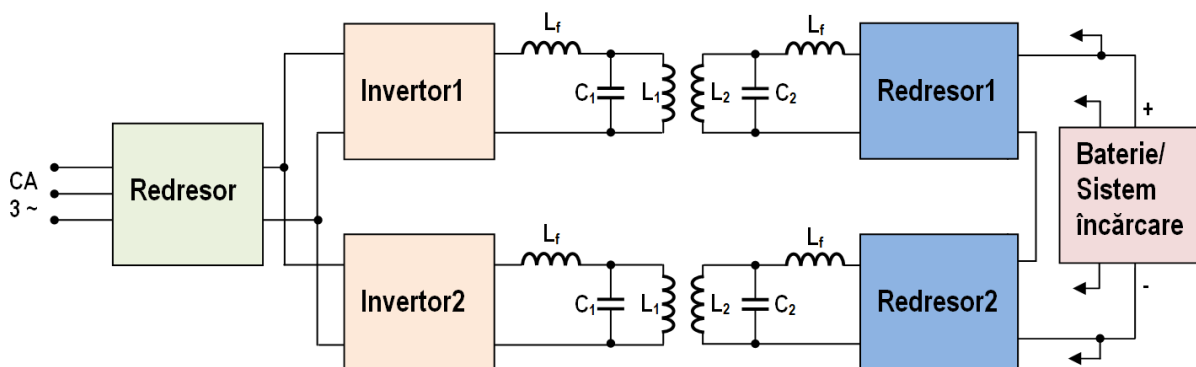 CA
3 ~
Redresor
Invertor1
Lf
C1
L1
L2
C2
Lf
Redresor1
Invertor2
Lf
C1
L1
L2
C2
Lf
Redresor2
+
Baterie/
Sistem
încărcare
-